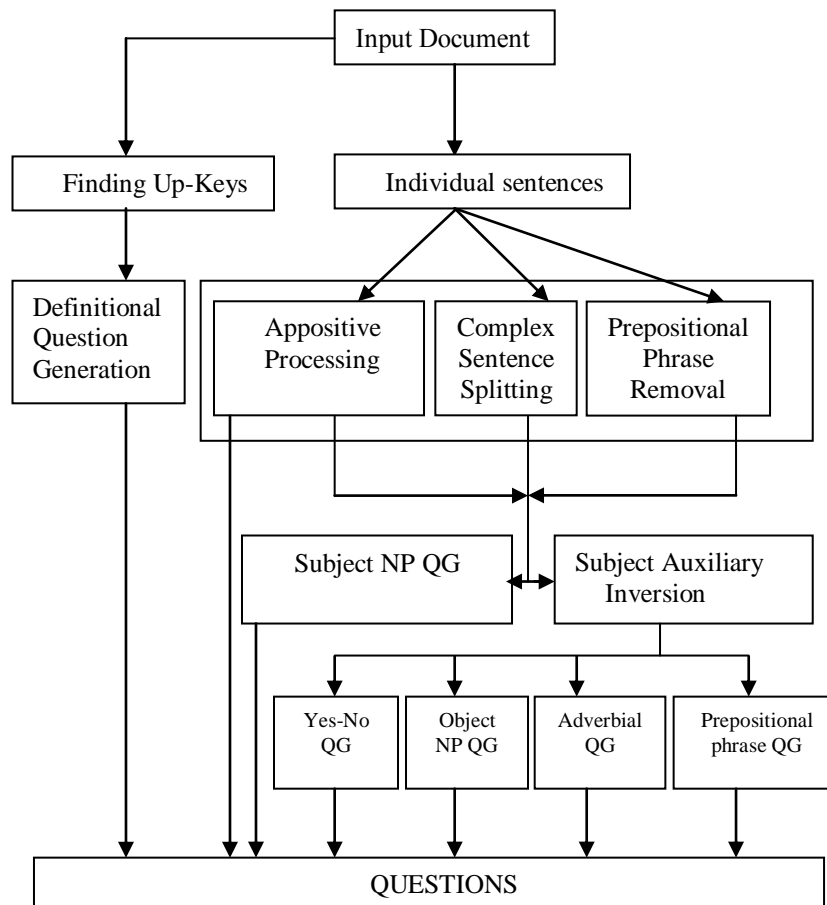 Input Document
Finding Up-Keys
Individual sentences
Definitional
Question
Generation
Appositive
Processing
Complex
Sentence
Splitting
Prepositional
Phrase
Removal
Subject NP QG
Subject Auxiliary
Inversion
Yes-No
QG
Object
NP QG
Adverbial
QG
Prepositional
phrase QG
QUESTIONS